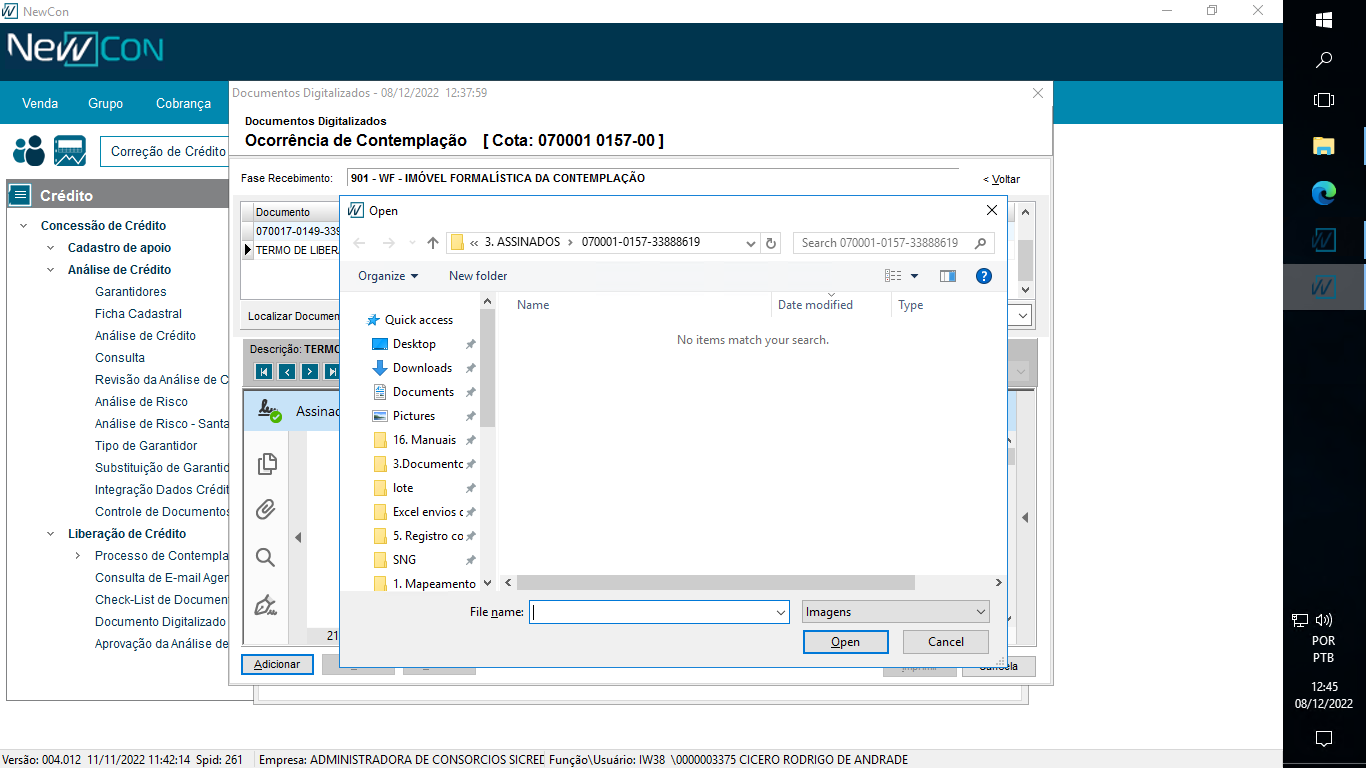 NewCon
NEWCON
Venda Grupo Cobrança
Correção de Crédito
Crédito
Concessão de Crédito
Cadastro de apoio
Análise de Crédito
Garantidores
Ficha Cadastral
Análise de Crédito
Consulta
Revisão da Análise de C
Análise de Risco
Análise de Risco - Santa
Tipo de Garantidor
Substituição de Garantid
Integração Dados Crédit
Controle de Documentos
Liberação de Crédito
Processo de Contempla
Consulta de E-mail Ager
Check-List de Documen
Documento Digitalizado
Aprovação da Análise de
Documentos Digitalizados - 08/12/2022 12:37:59
Documentos Digitalizados
Ocorrência de Contemplação [ Cota: 070001 0157-00 ]
Fase Recebimento: 901 - WF - IMÓVEL FORMALÍSTICA DA CONTEMPLAÇÃO < Voltar
Documento
070017-0149-339
TERMO DE LIBER
Localizar Documen
Descrição: TERMO
Assinad
21
Adicionar
Open
« 3. ASSINADOS > 070001-0157-33888619
Search 070001-0157-33888619
Organize New folder
Name Date modified Type
No items match your search.
Quick access
Desktop
Downloads
Documents
Pictures
16. Manuais
3.Documento
lote
Excel envios c
5. Registro co
SNG
1. Mapeamento
File name: Imagens
Open Cancel
Imprimir Cancela
POR
PTB
12:45
08/12/2022
Versão: 004.012 11/11/2022 11:42:14 Spid: 261 Empresa: ADMINISTRADORA DE CONSORCIOS SICRED Função\Usuário: IW38 \0000003375 CICERO RODRIGO DE ANDRADE